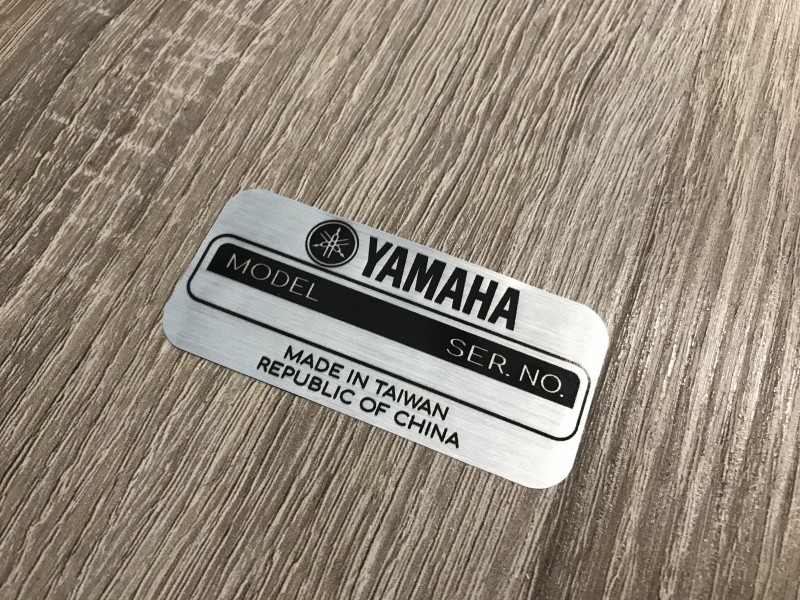 YAMAHA
MODEL SER. NO.
MADE IN TAIWAN
REPUBLIC OF CHINA